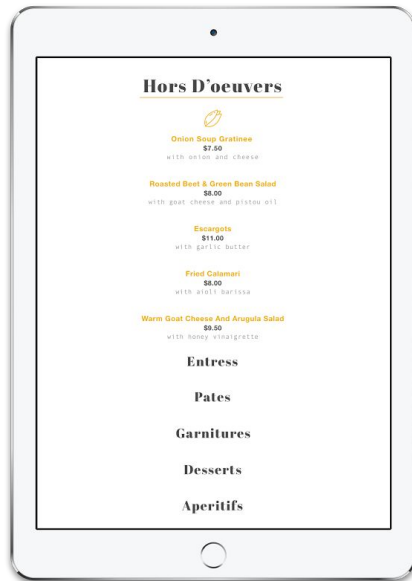 Hors D’oeuvers
Onion Soup Gratinee
$7.50
with onion and cheese
Roasted Beet & Green Bean Salad
$8.00
with goat cheese and pistou oil
Escargots
$11.00
with garlic butter
Fried Calamari
$8.00
with aioli barissa
Warm Goat Cheese And Arugula Salad
$9.50
with honey vinaigrette
Entress
Pates
Garnitures
Desserts
Aperitifs